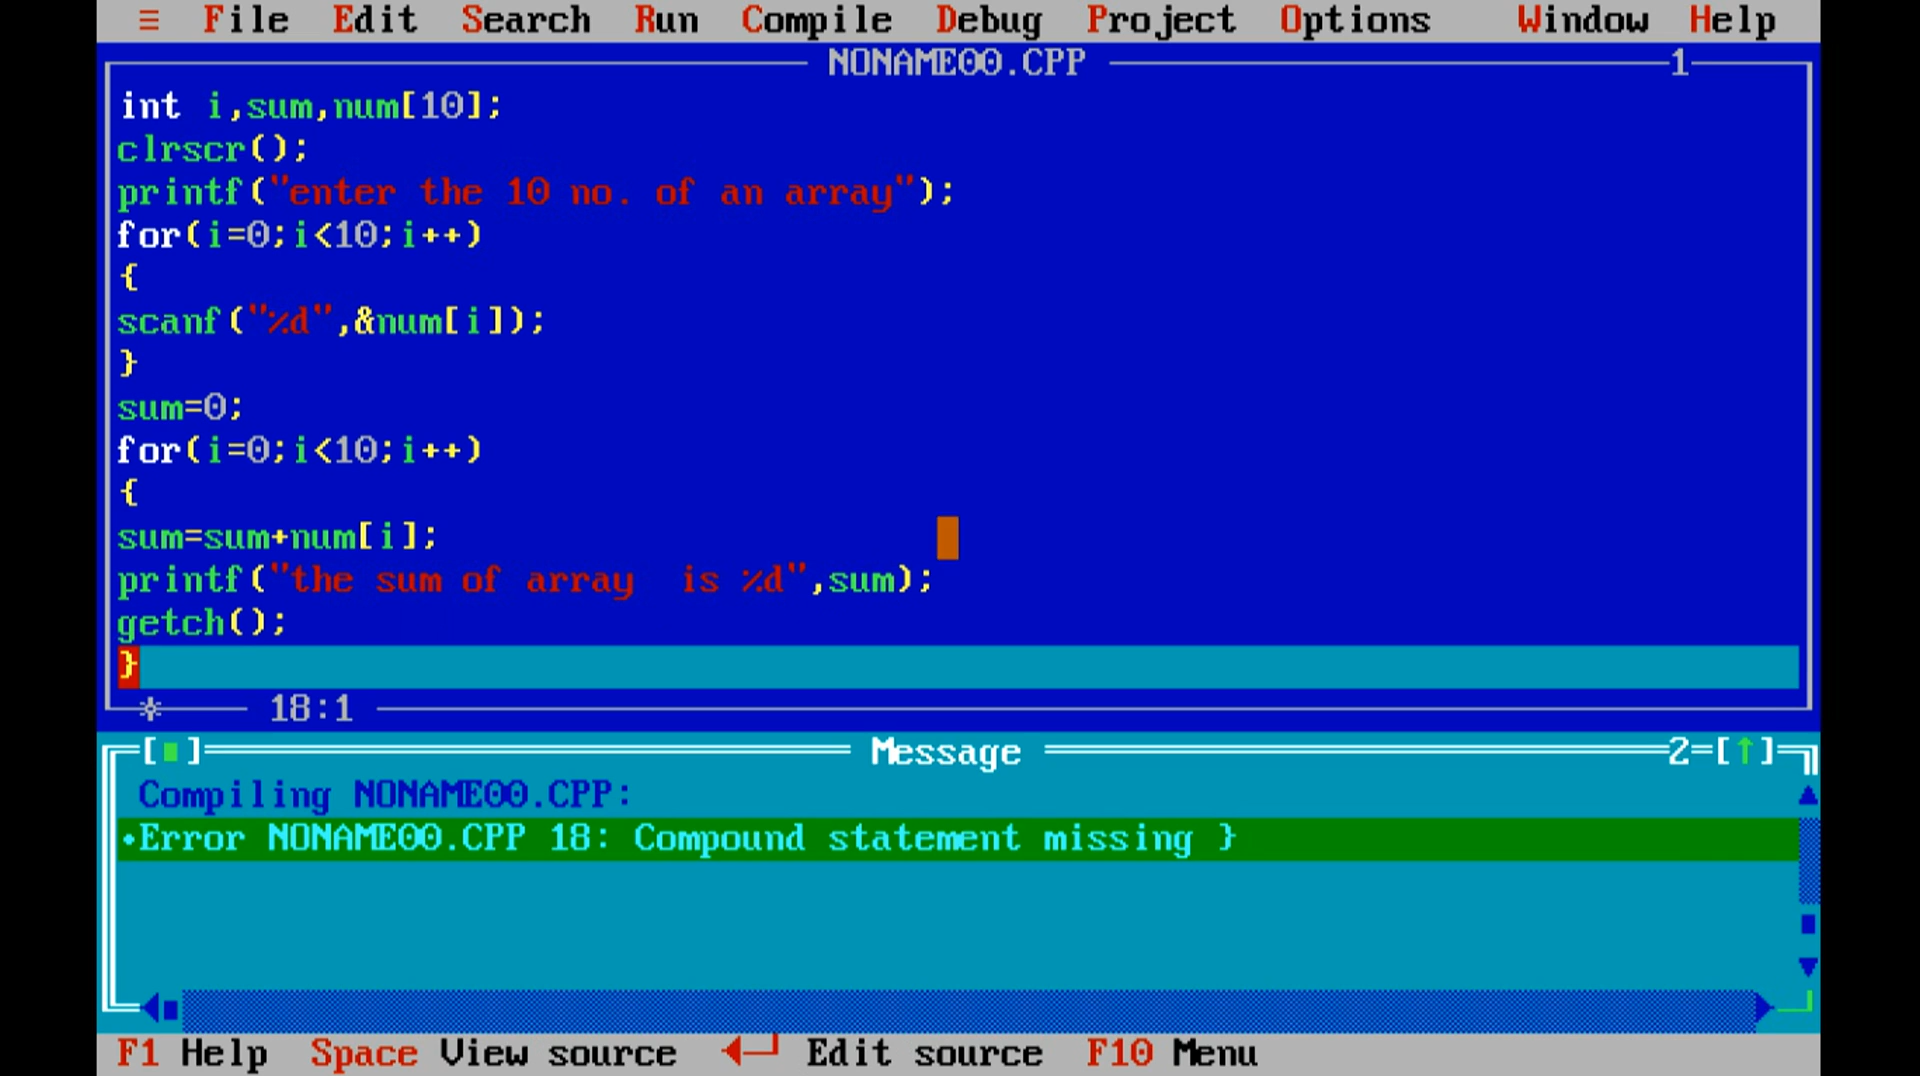 ≡ File Edit Search Run Compile Debug Project Options Window Help
NONAME00.CPP 1
int i,sum,num[10];
clrscr();
printf("enter the 10 no. of an array");
for(i=0;i<10;i++)
{
scanf("%d",&num[i]);
}
sum=0;
for(i=0;i<10;i++)
{
sum=sum+num[i];
printf("the sum of array  is %d",sum);
getch();
}
18:1
[■] Message 2=[↑]
Compiling NONAME00.CPP:
•Error NONAME00.CPP 18: Compound statement missing }
F1 Help Space View source ◄─┘ Edit source F10 Menu